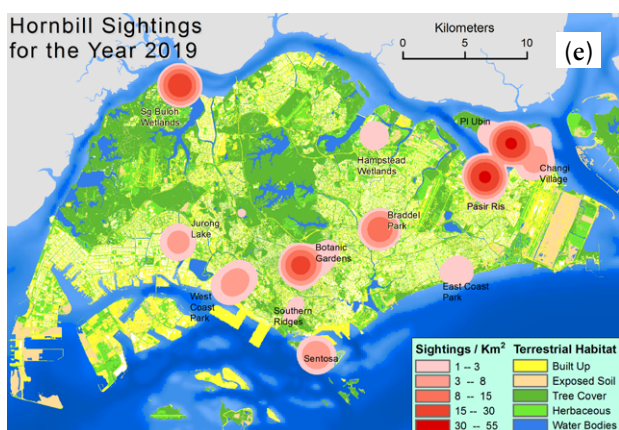 Hornbill Sightings
for the Year 2019
Kilometers
0 5 10
(e)
Sg Buloh
Wetlands
Pl Ubin
Hampstead
Wetlands
Changi
Village
Pasir Ris
Jurong
Lake
Braddel
Park
Botanic
Gardens
West
Coast
Park
East Coast
Park
Southern
Ridges
Sentosa
Sightings / Km²
1 -- 3
3 -- 8
8 -- 15
15 -- 30
30 -- 55
Terrestrial Habitat
Built Up
Exposed Soil
Tree Cover
Herbaceous
Water Bodies